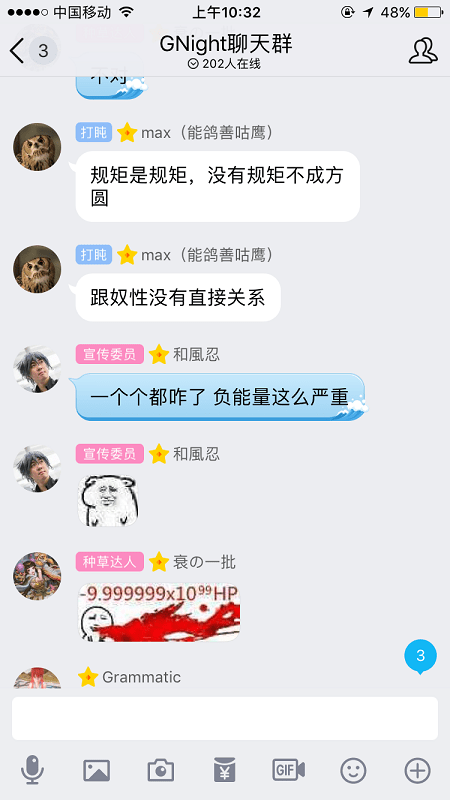 中国移动
上午10:32
48%
3
GNight聊天群
202人在线
不对
打盹
max（能鸽善咕鹰）
规矩是规矩，没有规矩不成方
圆
打盹
max（能鸽善咕鹰）
跟奴性没有直接关系
宣传委员
和風忍
一个个都咋了 负能量这么严重
宣传委员
和風忍
种草达人
衰の一批
-9.999999x10⁹⁹HP
3
Grammatic
¥
GIF